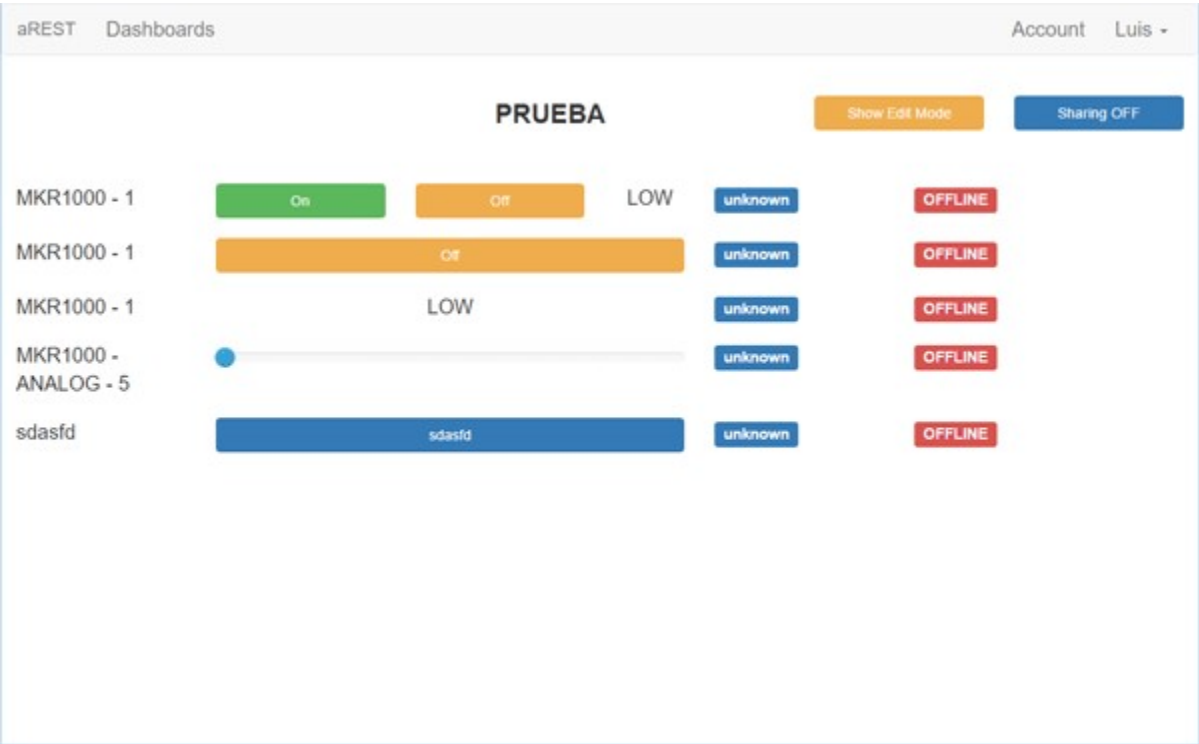 aREST Dashboards Account Luis
PRUEBA Show Edit Mode Sharing OFF
MKR1000 - 1 On Off LOW unknown OFFLINE
MKR1000 - 1 Off unknown OFFLINE
MKR1000 - 1 LOW unknown OFFLINE
MKR1000 - unknown OFFLINE
ANALOG - 5
sdasfd sdasfd unknown OFFLINE